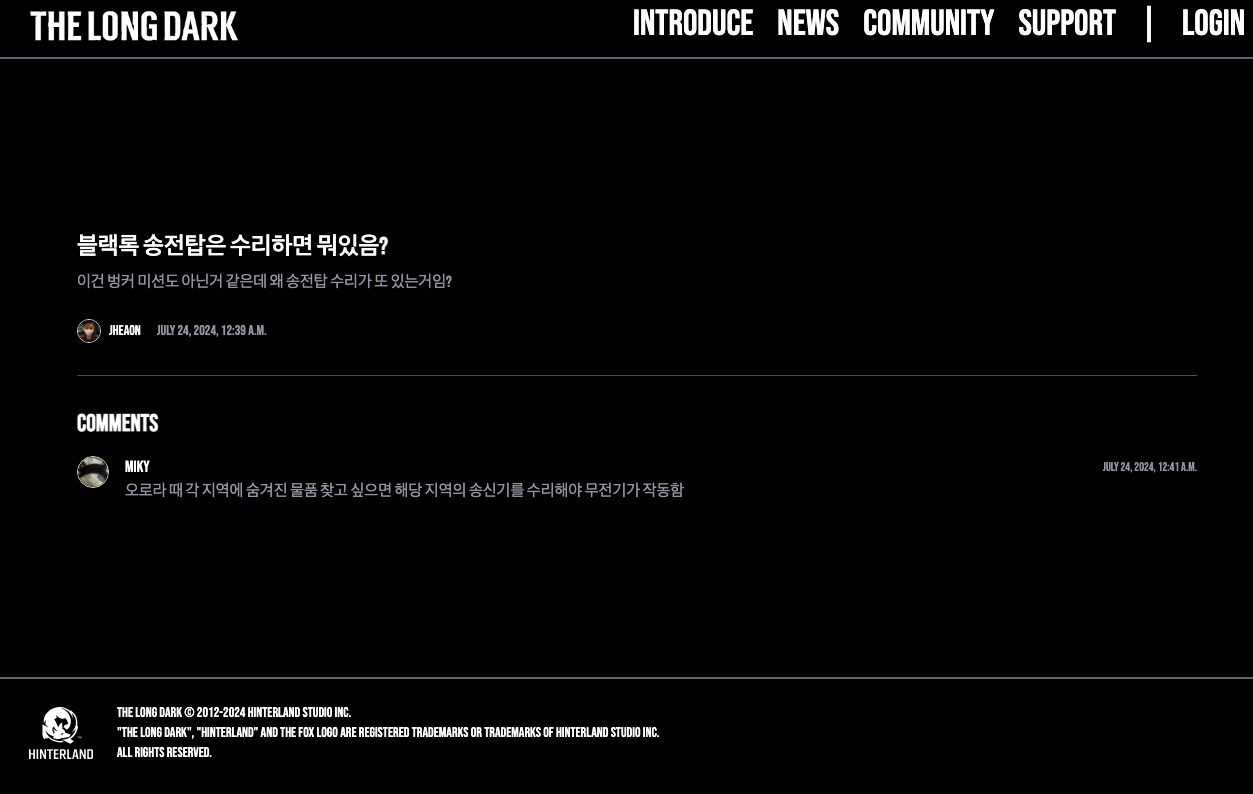 THE LONG DARK
INTRODUCE NEWS COMMUNITY SUPPORT | LOGIN
블랙록 송전탑은 수리하면 뭐있음?
이건 벙커 미션도 아닌거 같은데 왜 송전탑 수리가 또 있는거임?
JHEAON JULY 24, 2024, 12:39 A.M.
COMMENTS
MIKY JULY 24, 2024, 12:41 A.M.
오로라 때 각 지역에 숨겨진 물품 찾고 싶으면 해당 지역의 송신기를 수리해야 무전기가 작동함
THE LONG DARK © 2012-2024 HINTERLAND STUDIO INC.
"THE LONG DARK", "HINTERLAND" AND THE FOX LOGO ARE REGISTERED TRADEMARKS OR TRADEMARKS OF HINTERLAND STUDIO INC.
HINTERLAND ALL RIGHTS RESERVED.